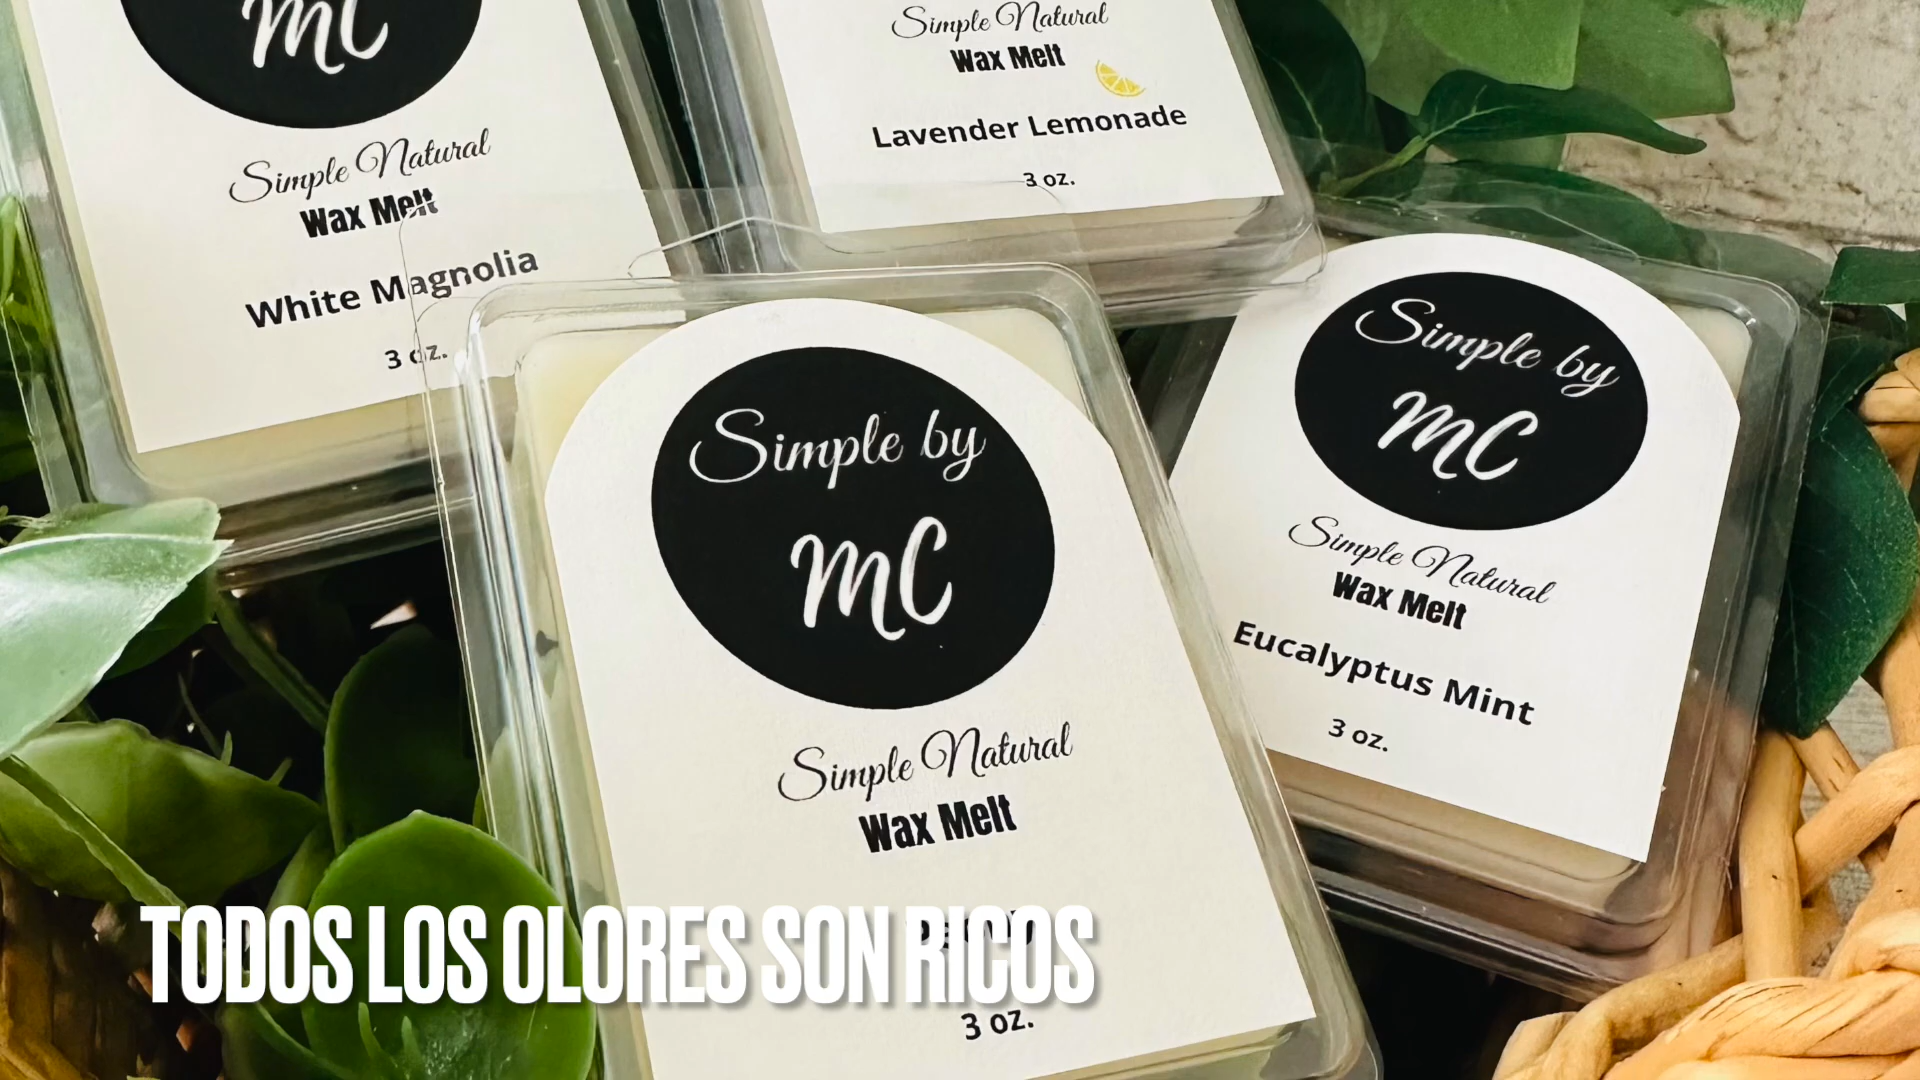 MC
Simple Natural
Wax Melt
White Magnolia
3 oz.
Simple Natural
Wax Melt
Lavender Lemonade
3 oz.
Simple by
MC
Simple Natural
Wax Melt
3 oz.
Simple by
MC
Simple Natural
Wax Melt
Eucalyptus Mint
3 oz.
TODOS LOS OLORES SON RICOS